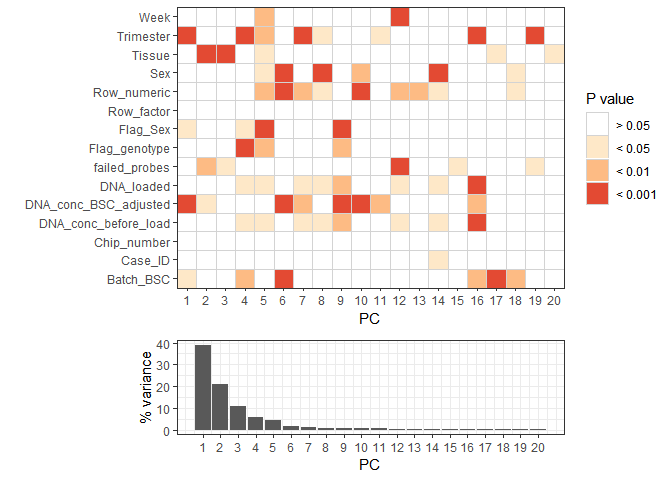 Week
Trimester
Tissue
Sex
Row_numeric
Row_factor
Flag_Sex
Flag_genotype
failed_probes
DNA_loaded
DNA_conc_BSC_adjusted
DNA_conc_before_load
Chip_number
Case_ID
Batch_BSC
1 2 3 4 5 6 7 8 9 10 11 12 13 14 15 16 17 18 19 20
PC
P value
> 0.05
< 0.05
< 0.01
< 0.001
% variance
40
30
20
10
0
1 2 3 4 5 6 7 8 9 10 11 12 13 14 15 16 17 18 19 20
PC